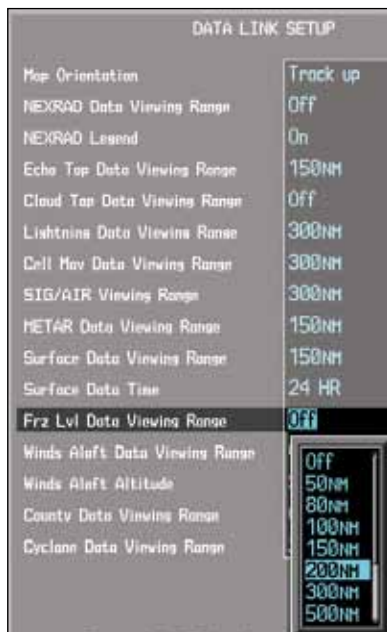 DATA LINK SETUP
Map Orientation Track up
NEXRAD Data Viewing Range Off
NEXRAD Legend On
Echo Top Data Viewing Range 150NM
Cloud Top Data Viewing Range Off
Lightning Data Viewing Range 300NM
Cell Mov Data Viewing Range 300NM
SIG/AIR Viewing Range 300NM
METAR Data Viewing Range 150NM
Surface Data Viewing Range 150NM
Surface Data Time 24 HR
Frz Lvl Data Viewing Range Off
Winds Aloft Data Viewing Range
Winds Aloft Altitude
County Data Viewing Range
Cyclone Data Viewing Range
Off
50NM
80NM
100NM
150NM
200NM
300NM
500NM